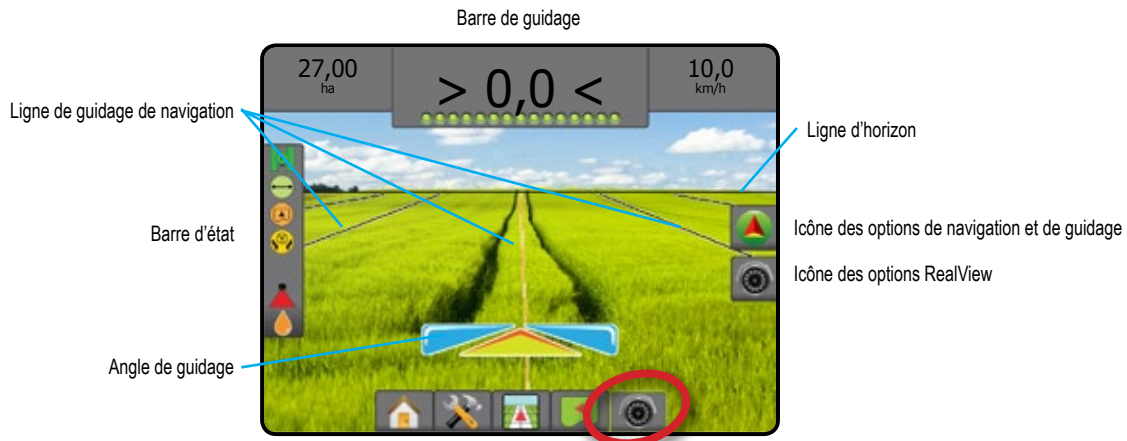 Barre de guidage
27,00
ha
> 0,0 <
10,0
km/h
Ligne de guidage de navigation
Ligne d’horizon
Barre d’état
Icône des options de navigation et de guidage
Icône des options RealView
Angle de guidage